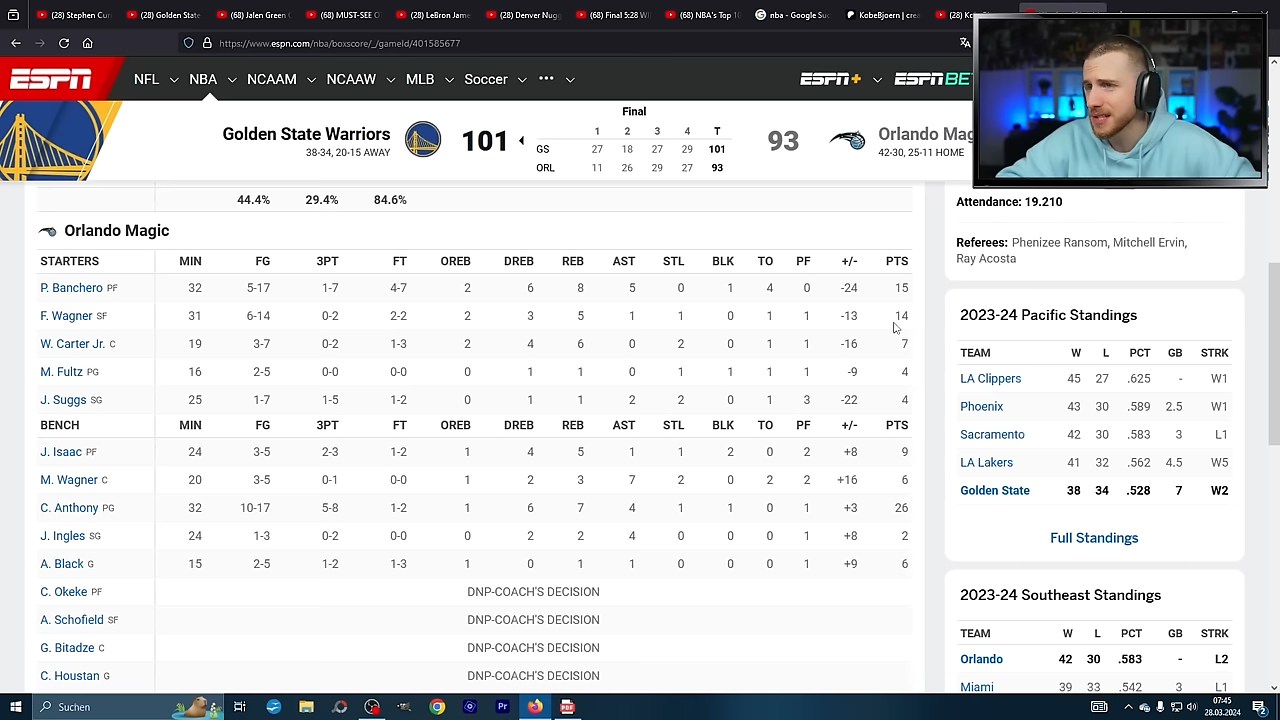 (5) Stephen Cur
(5) Golden State
(68) Isiah Green
(5) MUST-S
(10) De
(5) Denny
(5) Final 5:28 W
(68) NBA's Top
nba - Google
KobeBjoern | crea
https://www.espn.com/nba/boxscore/_/gameId/401585677
ESPN NFL NBA NCAAM NCAAW MLB Soccer ••• ESPN+ ESPN BET
Final
Golden State Warriors 101 93 Orlando Mag
38-34, 20-15 AWAY 42-30, 25-11 HOME
1 2 3 4 T
GS 27 18 27 29 101
ORL 11 26 29 27 93
44.4% 29.4% 84.6%
Orlando Magic
STARTERS MIN FG 3PT FT OREB DREB REB AST STL BLK TO PF +/- PTS
P. Banchero PF 32 5-17 1-7 4-7 2 6 8 5 0 1 4 0 -24 15
F. Wagner SF 31 6-14 0-2 2-2 2 3 5 1 1 0 1 1 -13 14
W. Carter Jr. C 19 3-7 0-2 1-3 2 4 6 0 2 0 1 1 -16 7
M. Fultz PG 16 2-5 0-0 0-0 0 1 1 0 1 1 1 1 -9 4
J. Suggs SG 25 1-7 1-5 1-2 0 1 1 2 2 0 1 3 -22 4
BENCH MIN FG 3PT FT OREB DREB REB AST STL BLK TO PF +/- PTS
J. Isaac PF 24 3-5 2-3 1-2 1 4 5 1 1 2 0 2 +8 9
M. Wagner C 20 3-5 0-1 0-0 1 2 3 7 2 0 2 2 +16 6
C. Anthony PG 32 10-17 5-8 1-2 1 6 7 4 1 1 0 1 +3 26
J. Ingles SG 24 1-3 0-2 0-0 0 2 2 4 0 0 0 1 +8 2
A. Black G 15 2-5 1-2 1-3 1 0 1 1 0 0 0 1 +9 6
C. Okeke PF DNP-COACH'S DECISION
A. Schofield SF DNP-COACH'S DECISION
G. Bitadze C DNP-COACH'S DECISION
C. Houstan G DNP-COACH'S DECISION
Attendance: 19.210
Referees: Phenizee Ransom, Mitchell Ervin,
Ray Acosta
2023-24 Pacific Standings
TEAM W L PCT GB STRK
LA Clippers 45 27 .625 - W1
Phoenix 43 30 .589 2.5 W1
Sacramento 42 30 .583 3 L1
LA Lakers 41 32 .562 4.5 W5
Golden State 38 34 .528 7 W2
Full Standings
2023-24 Southeast Standings
TEAM W L PCT GB STRK
Orlando 42 30 .583 - L2
Miami 39 33 .542 3 L1
Suchen
07:45
28.03.2024